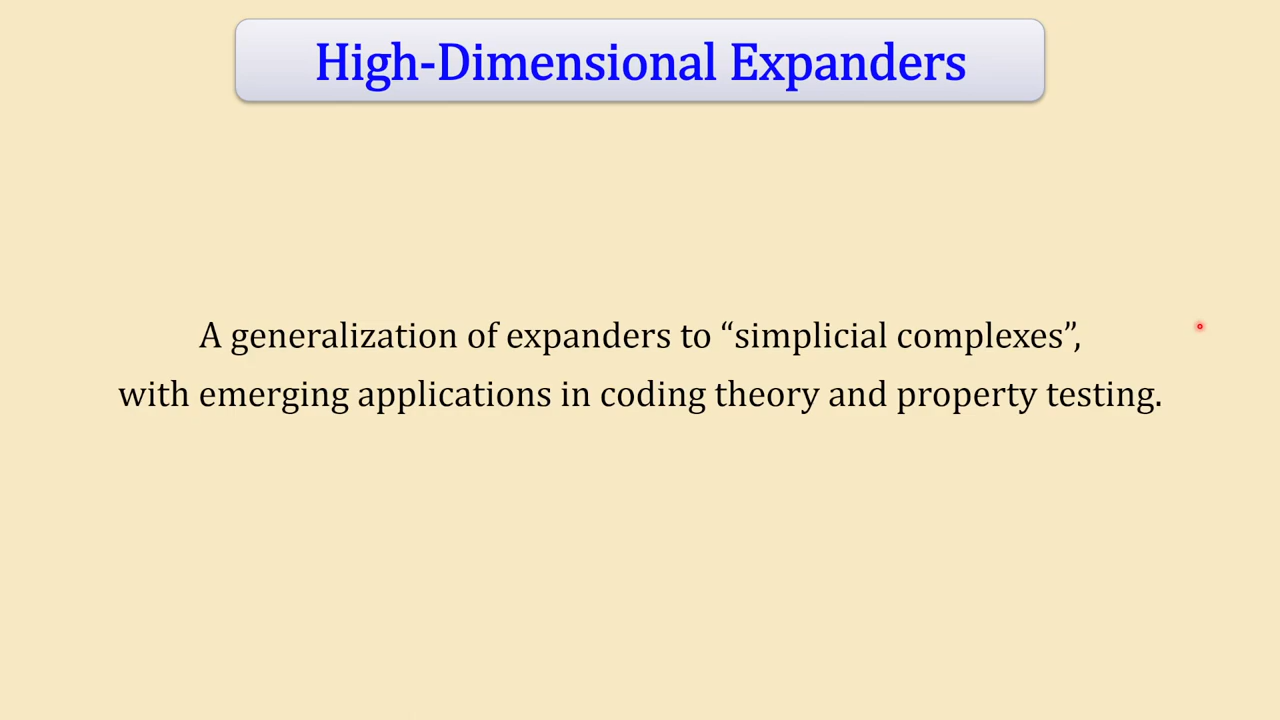 High-Dimensional Expanders
A generalization of expanders to “simplicial complexes”,
with emerging applications in coding theory and property testing.